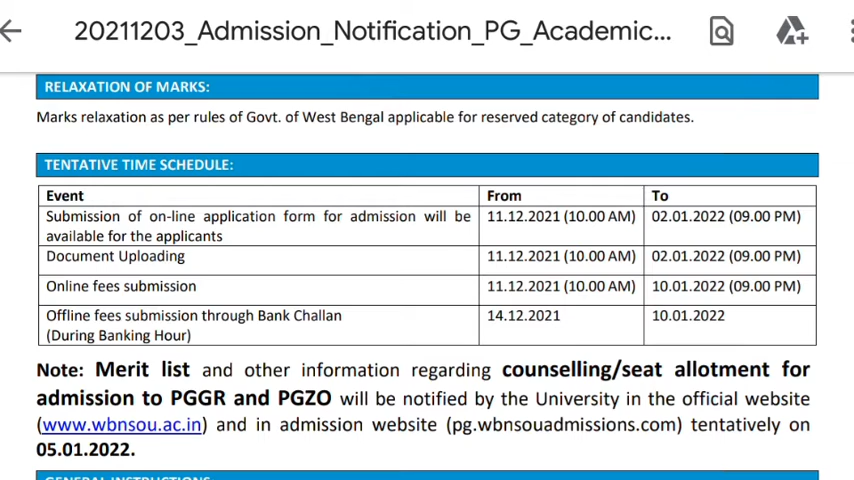 20211203_Admission_Notification_PG_Academic...
RELAXATION OF MARKS:
Marks relaxation as per rules of Govt. of West Bengal applicable for reserved category of candidates.
TENTATIVE TIME SCHEDULE:
Event From To
Submission of on-line application form for admission will be 11.12.2021 (10.00 AM) 02.01.2022 (09.00 PM)
available for the applicants
Document Uploading 11.12.2021 (10.00 AM) 02.01.2022 (09.00 PM)
Online fees submission 11.12.2021 (10.00 AM) 10.01.2022 (09.00 PM)
Offline fees submission through Bank Challan 14.12.2021 10.01.2022
(During Banking Hour)
Note: Merit list and other information regarding counselling/seat allotment for
admission to PGGR and PGZO will be notified by the University in the official website
(www.wbnsou.ac.in) and in admission website (pg.wbnsouadmissions.com) tentatively on
05.01.2022.
GENERAL INSTRUCTIONS